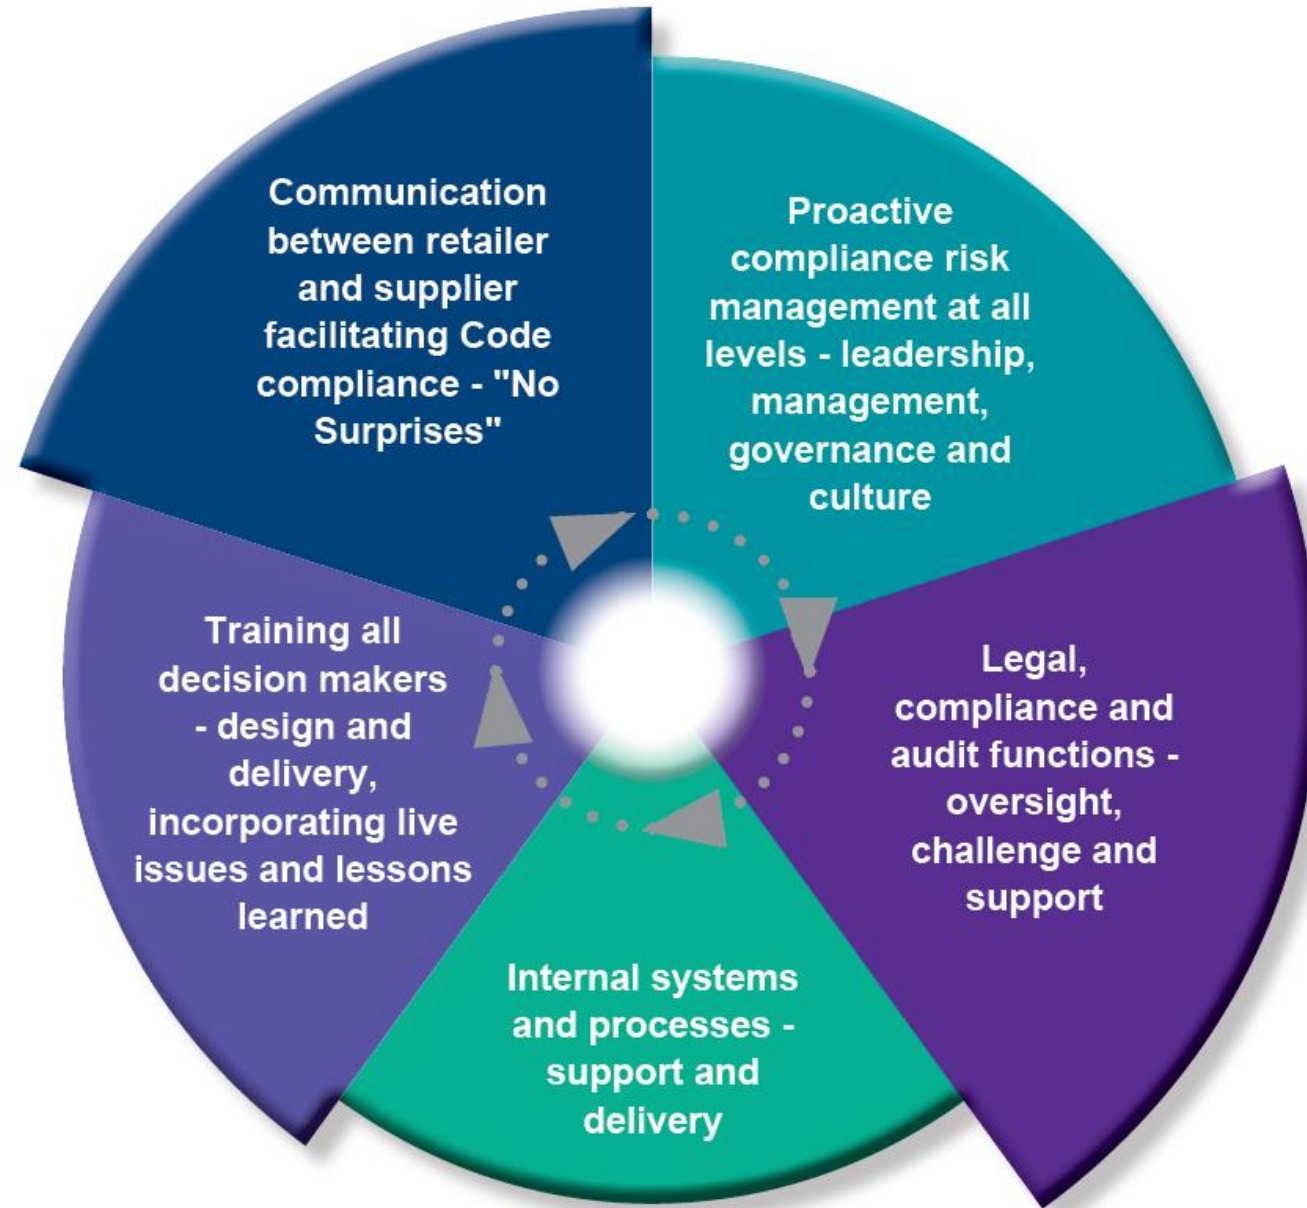 Communication
between retailer
and supplier
facilitating Code
compliance - "No
Surprises"
Proactive
compliance risk
management at all
levels - leadership,
management,
governance and
culture
Legal,
compliance and
audit functions -
oversight,
challenge and
support
Internal systems
and processes -
support and
delivery
Training all
decision makers
- design and
delivery,
incorporating live
issues and lessons
learned